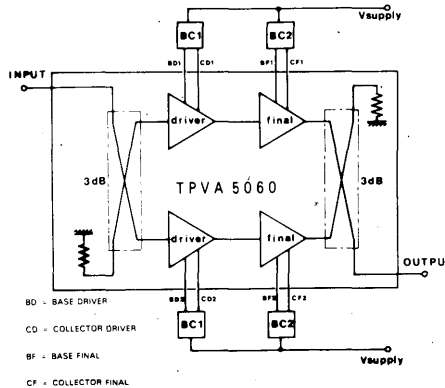 Vsupply
BC1 BC2
BD1 CD1 BF1 CF1
INPUT
driver final
3dB 3dB
TPVA 5060
driver final
OUTPU
BD2 CD2 BF2 CF2
BC1 BC2
Vsupply
BD = BASE DRIVER
CD = COLLECTOR DRIVER
BF = BASE FINAL
CF = COLLECTOR FINAL